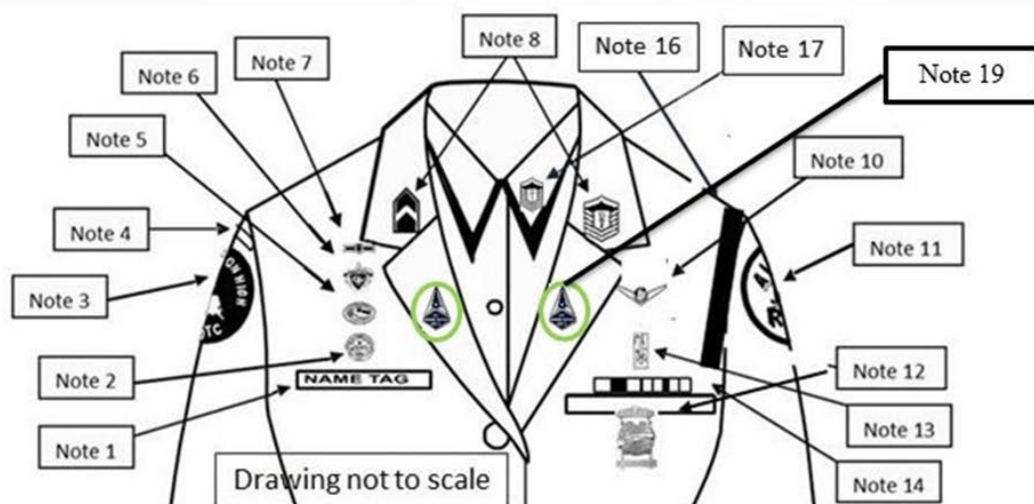 Note 8
Note 16
Note 17
Note 7
Note 6
Note 19
Note 5
Note 10
Note 4
Note 11
Note 3
Note 2
NAME TAG
Note 12
Note 1
Note 13
Note 14
Drawing not to scale